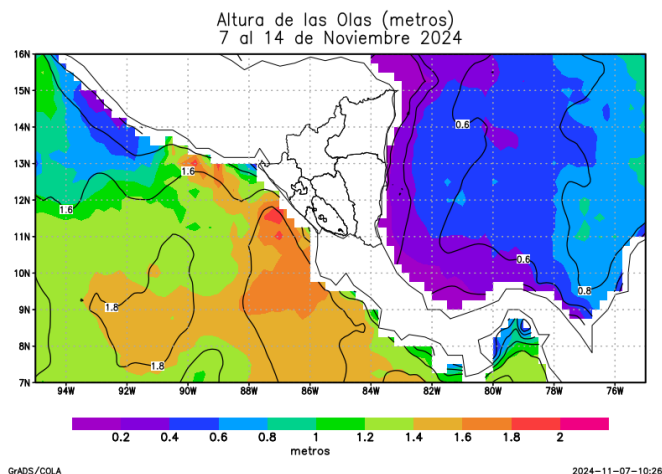 Altura de las Olas (metros)
7 al 14 de Noviembre 2024
16N
15N
14N
13N
12N
11N
10N
9N
8N
7N
0.6
1.6
1.6
0.6
0.8
1.8
1.8
94W 92W 90W 88W 86W 84W 82W 80W 78W 76W
0.2 0.4 0.6 0.8 1 1.2 1.4 1.6 1.8 2
metros
GrADS/COLA 2024-11-07-10:26